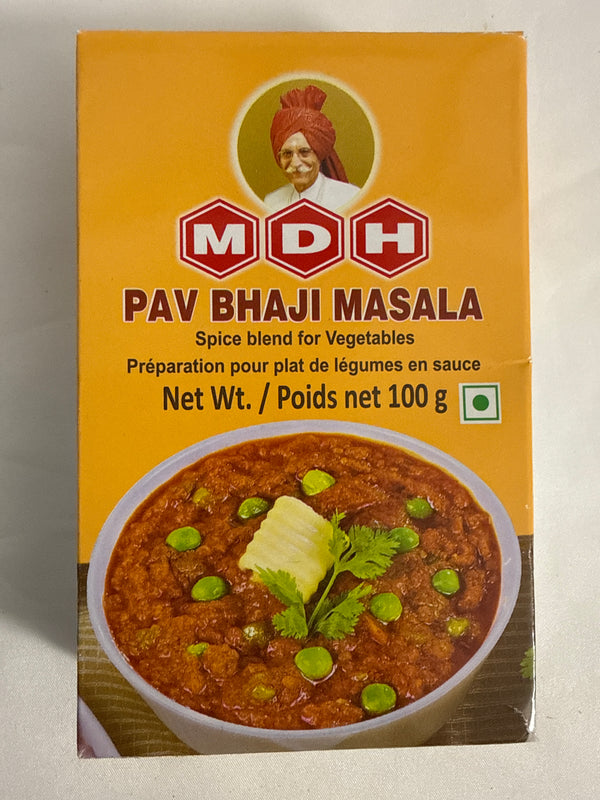 MDH
PAV BHAJI MASALA
Spice blend for Vegetables
Préparation pour plat de légumes en sauce
Net Wt. / Poids net 100 g